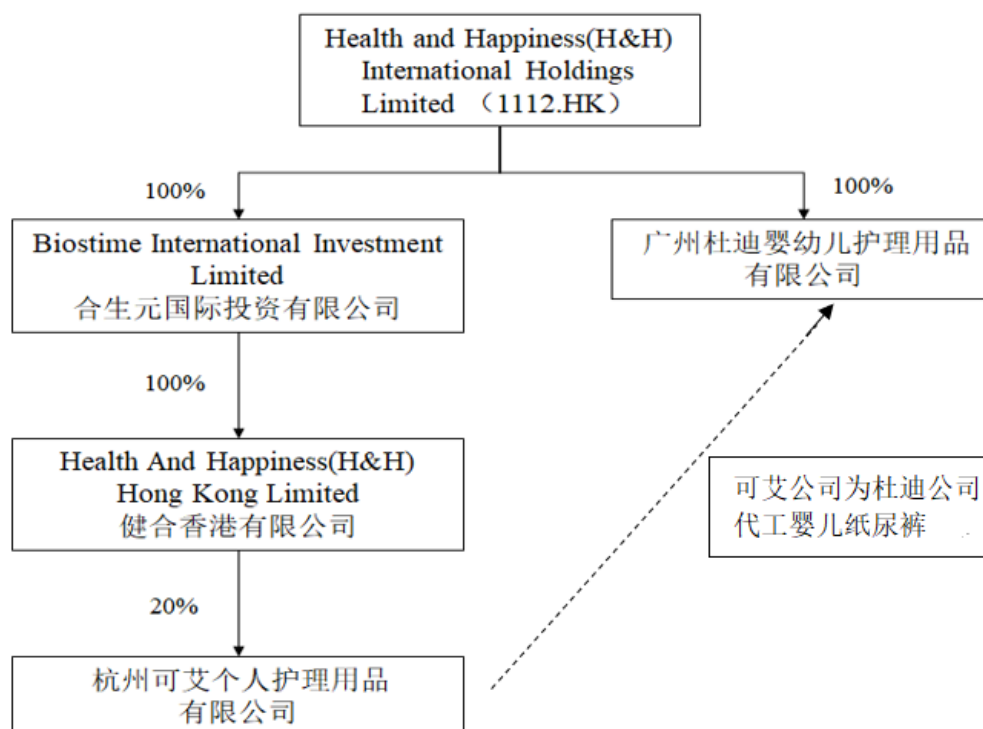 Health and Happiness(H&H)
International Holdings
Limited （1112.HK）
100%
100%
Biostime International Investment
Limited
合生元国际投资有限公司
广州杜迪婴幼儿护理用品
有限公司
100%
Health And Happiness(H&H)
Hong Kong Limited
健合香港有限公司
可艾公司为杜迪公司
代工婴儿纸尿裤
20%
杭州可艾个人护理用品
有限公司